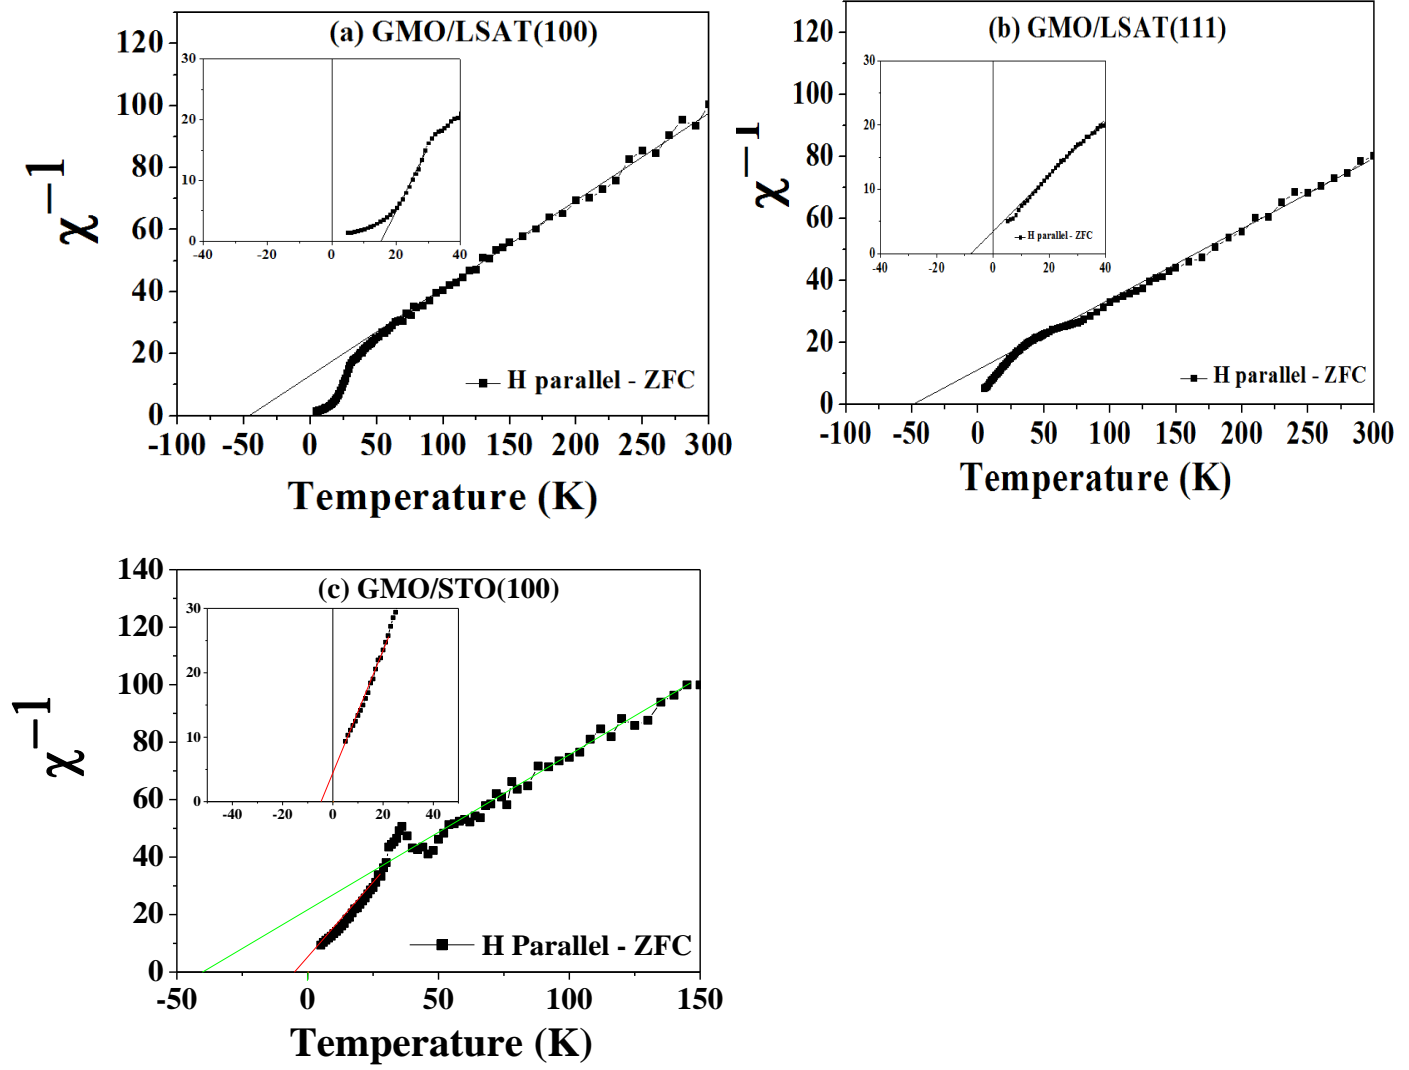 (a) GMO/LSAT(100)
χ⁻¹
120
100
80
60
40
20
0
-100 -50 0 50 100 150 200 250 300
Temperature (K)
H parallel - ZFC
30
20
10
0
-40 -20 0 20 40
(b) GMO/LSAT(111)
χ⁻¹
120
100
80
60
40
20
0
-100 -50 0 50 100 150 200 250 300
Temperature (K)
H parallel - ZFC
30
20
10
0
-40 -20 0 20 40
H parallel - ZFC
(c) GMO/STO(100)
χ⁻¹
140
120
100
80
60
40
20
0
-50 0 50 100 150
Temperature (K)
H Parallel - ZFC
30
20
10
0
-40 -20 0 20 40